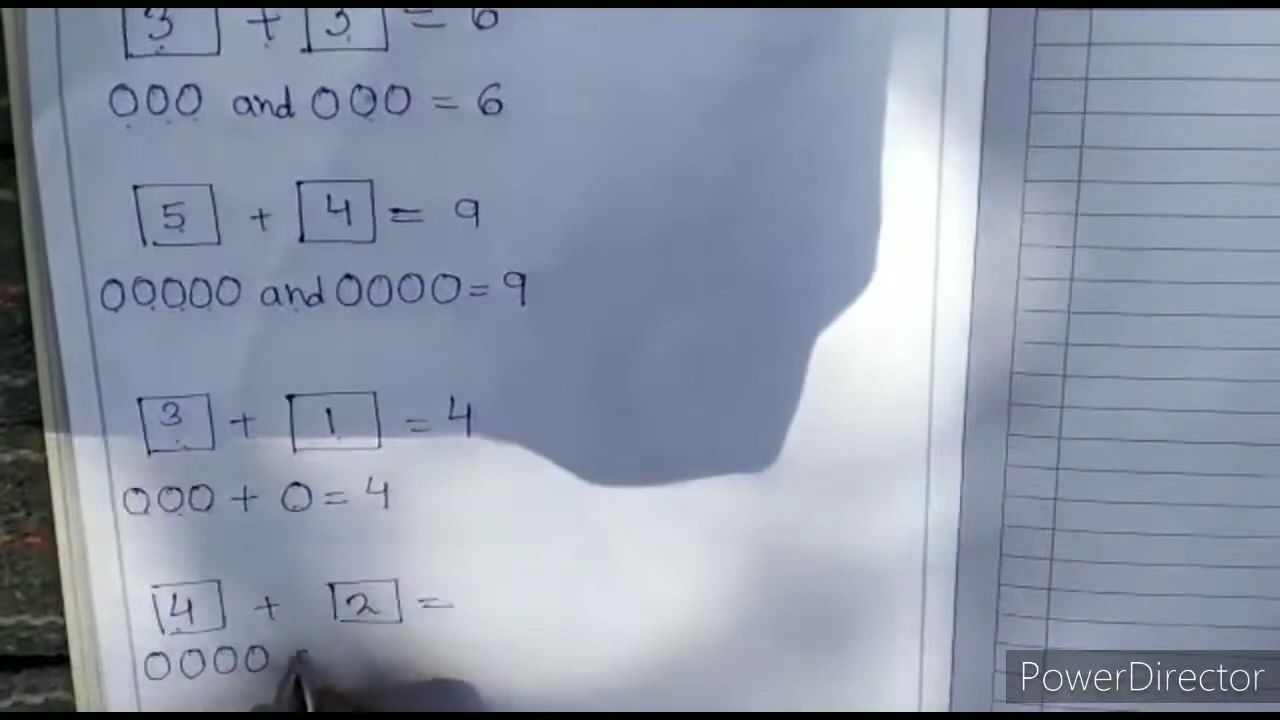 3 + 3 = 6
000 and 000 = 6
5 + 4 = 9
00000 and 0000 = 9
3 + 1 = 4
000 + 0 = 4
4 + 2 =
0000
PowerDirector